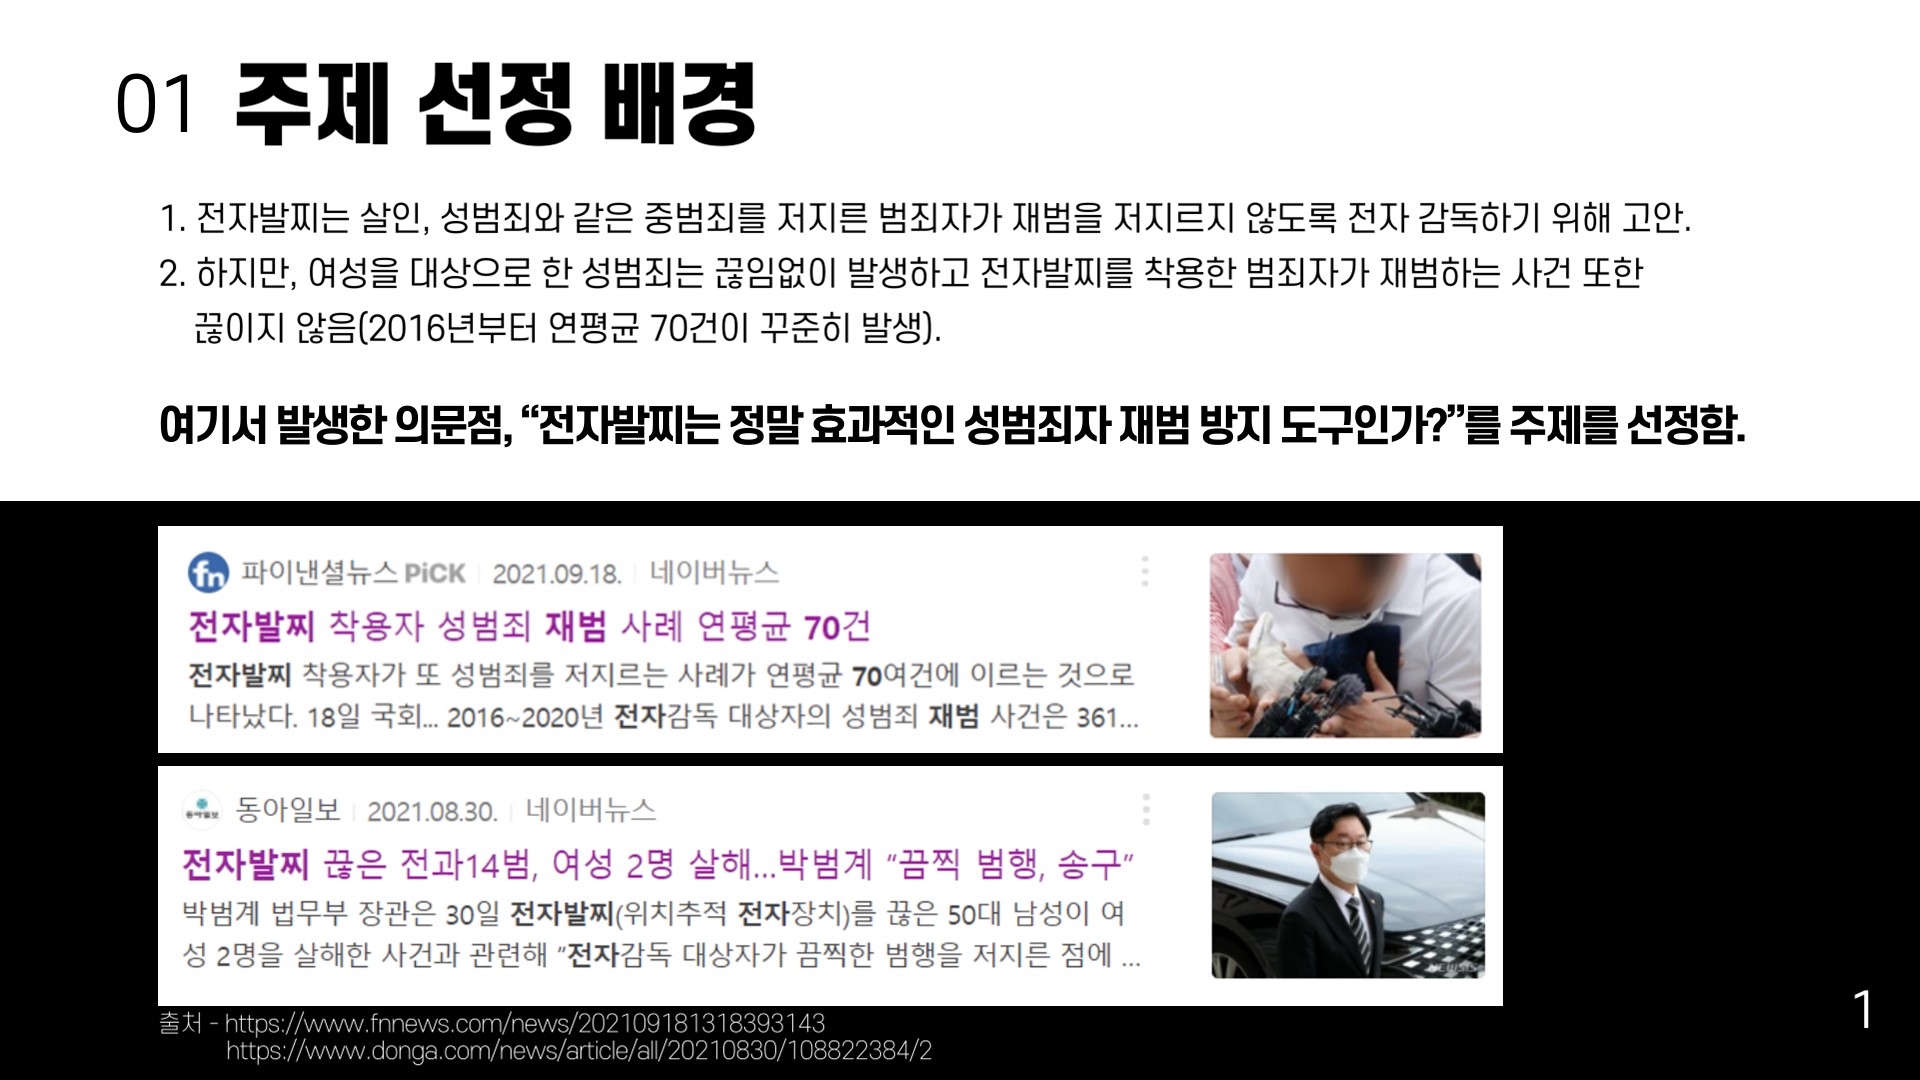 01 주제 선정 배경
1. 전자발찌는 살인, 성범죄와 같은 중범죄를 저지른 범죄자가 재범을 저지르지 않도록 전자 감독하기 위해 고안.
2. 하지만, 여성을 대상으로 한 성범죄는 끊임없이 발생하고 전자발찌를 착용한 범죄자가 재범하는 사건 또한
끊이지 않음(2016년부터 연평균 70건이 꾸준히 발생).
여기서 발생한 의문점, “전자발찌는 정말 효과적인 성범죄자 재범 방지 도구인가?”를 주제를 선정함.
fn 파이낸셜뉴스 PiCK 2021.09.18. 네이버뉴스
전자발찌 착용자 성범죄 재범 사례 연평균 70건
전자발찌 착용자가 또 성범죄를 저지르는 사례가 연평균 70여건에 이르는 것으로
나타났다. 18일 국회... 2016~2020년 전자감독 대상자의 성범죄 재범 사건은 361...
동아일보 동아일보 2021.08.30. 네이버뉴스
전자발찌 끊은 전과14범, 여성 2명 살해...박범계 “끔찍 범행, 송구”
박범계 법무부 장관은 30일 전자발찌(위치추적 전자장치)를 끊은 50대 남성이 여
성 2명을 살해한 사건과 관련해 “전자감독 대상자가 끔찍한 범행을 저지른 점에 ...
NEWSIS
출처 - https://www.fnnews.com/news/202109181318393143
https://www.donga.com/news/article/all/20210830/108822384/2
1